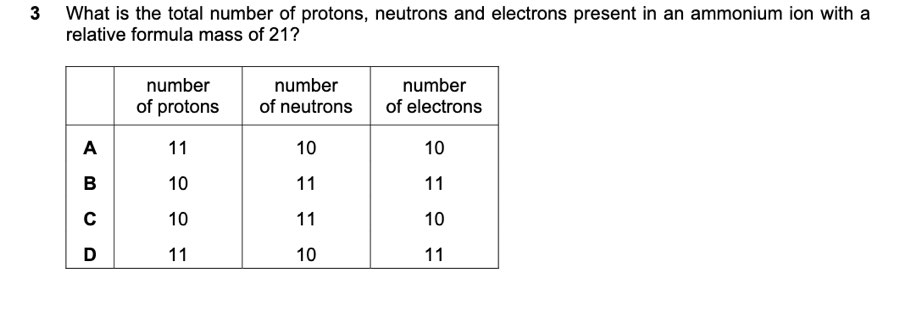 3 What is the total number of protons, neutrons and electrons present in an ammonium ion with a
relative formula mass of 21?
number of protons number of neutrons number of electrons
A 11 10 10
B 10 11 11
C 10 11 10
D 11 10 11